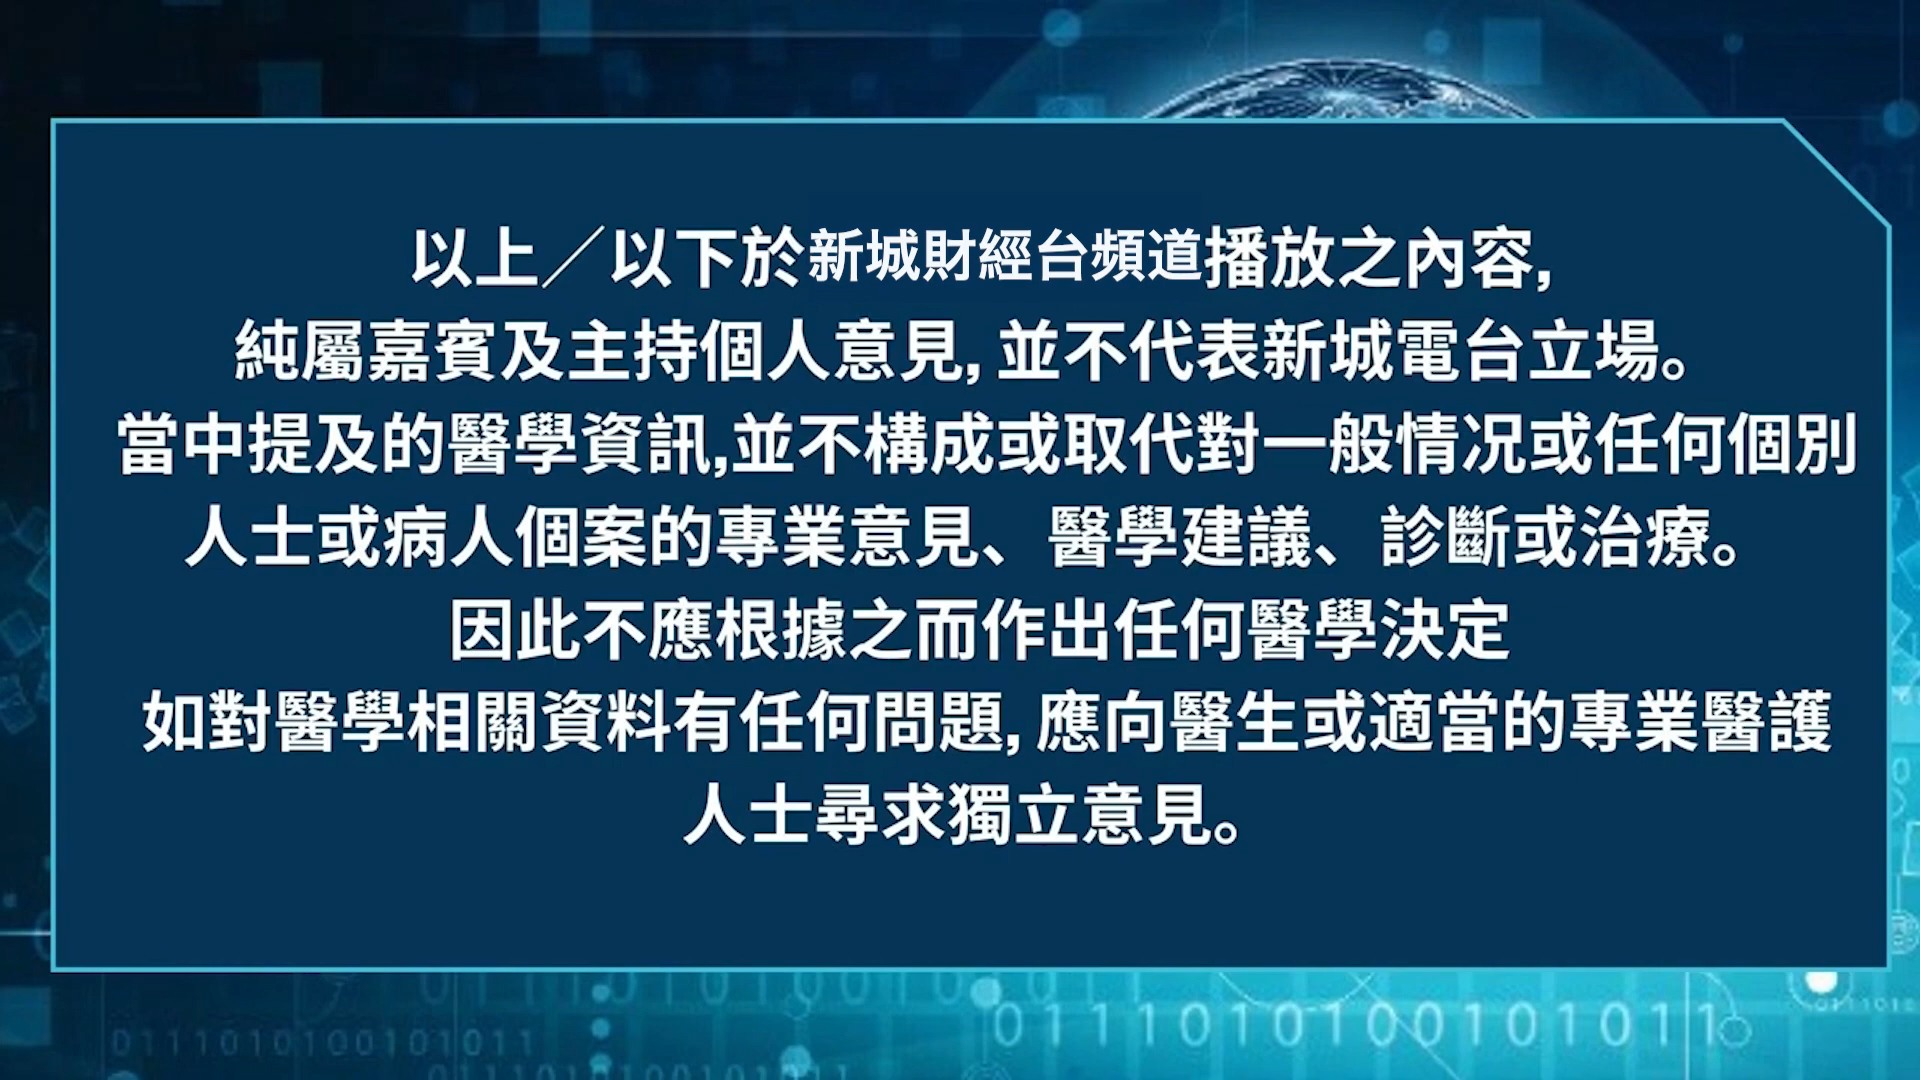 以上／以下於新城財經台頻道播放之內容,
純屬嘉賓及主持個人意見, 並不代表新城電台立場。
當中提及的醫學資訊,並不構成或取代對一般情況或任何個別
人士或病人個案的專業意見、醫學建議、診斷或治療。
因此不應根據之而作出任何醫學決定
如對醫學相關資料有任何問題, 應向醫生或適當的專業醫護
人士尋求獨立意見。
0111010100101011
0111010100101011